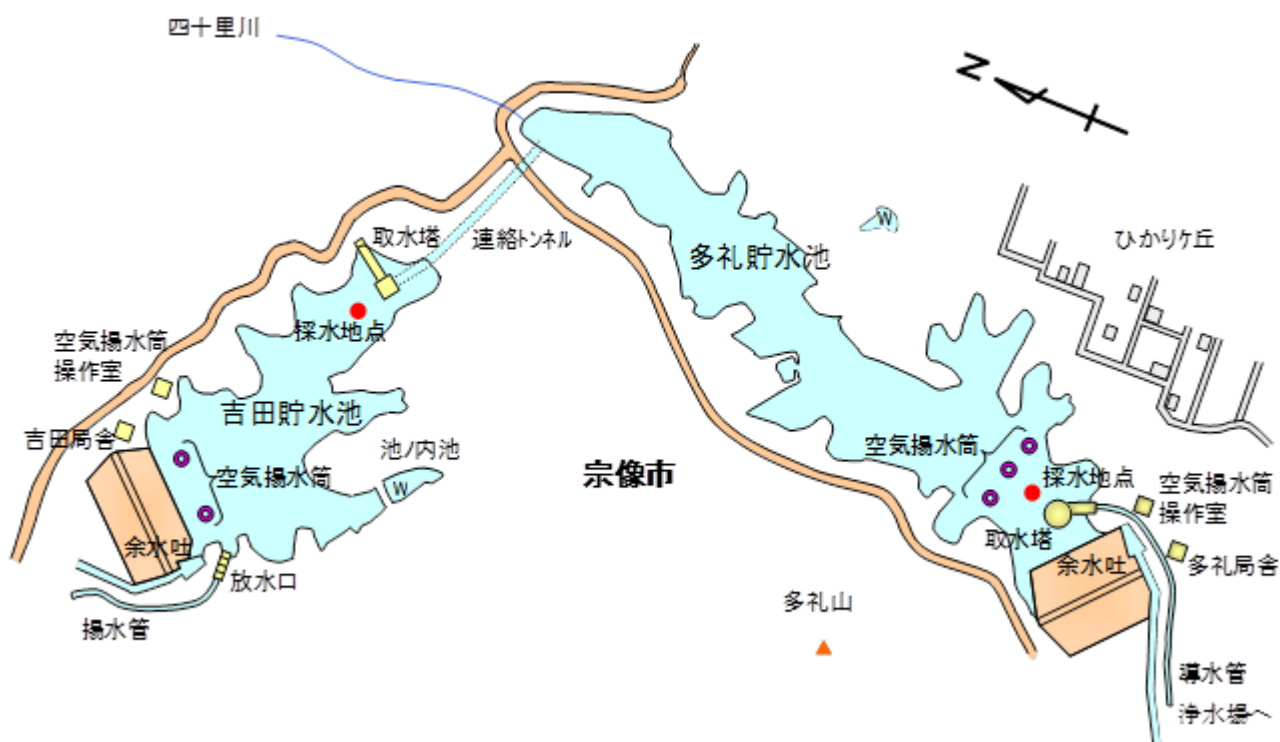 四十里川
N
取水塔
連絡トンネル
多礼貯水池
W
ひかりケ丘
採水地点
空気揚水筒
操作室
吉田貯水池
吉田局舎
空気揚水筒
池ノ内池
W
宗像市
空気揚水筒
採水地点
空気揚水筒
操作室
取水塔
余水吐
多礼局舎
余水吐
放水口
揚水管
多礼山
導水管
浄水場へ